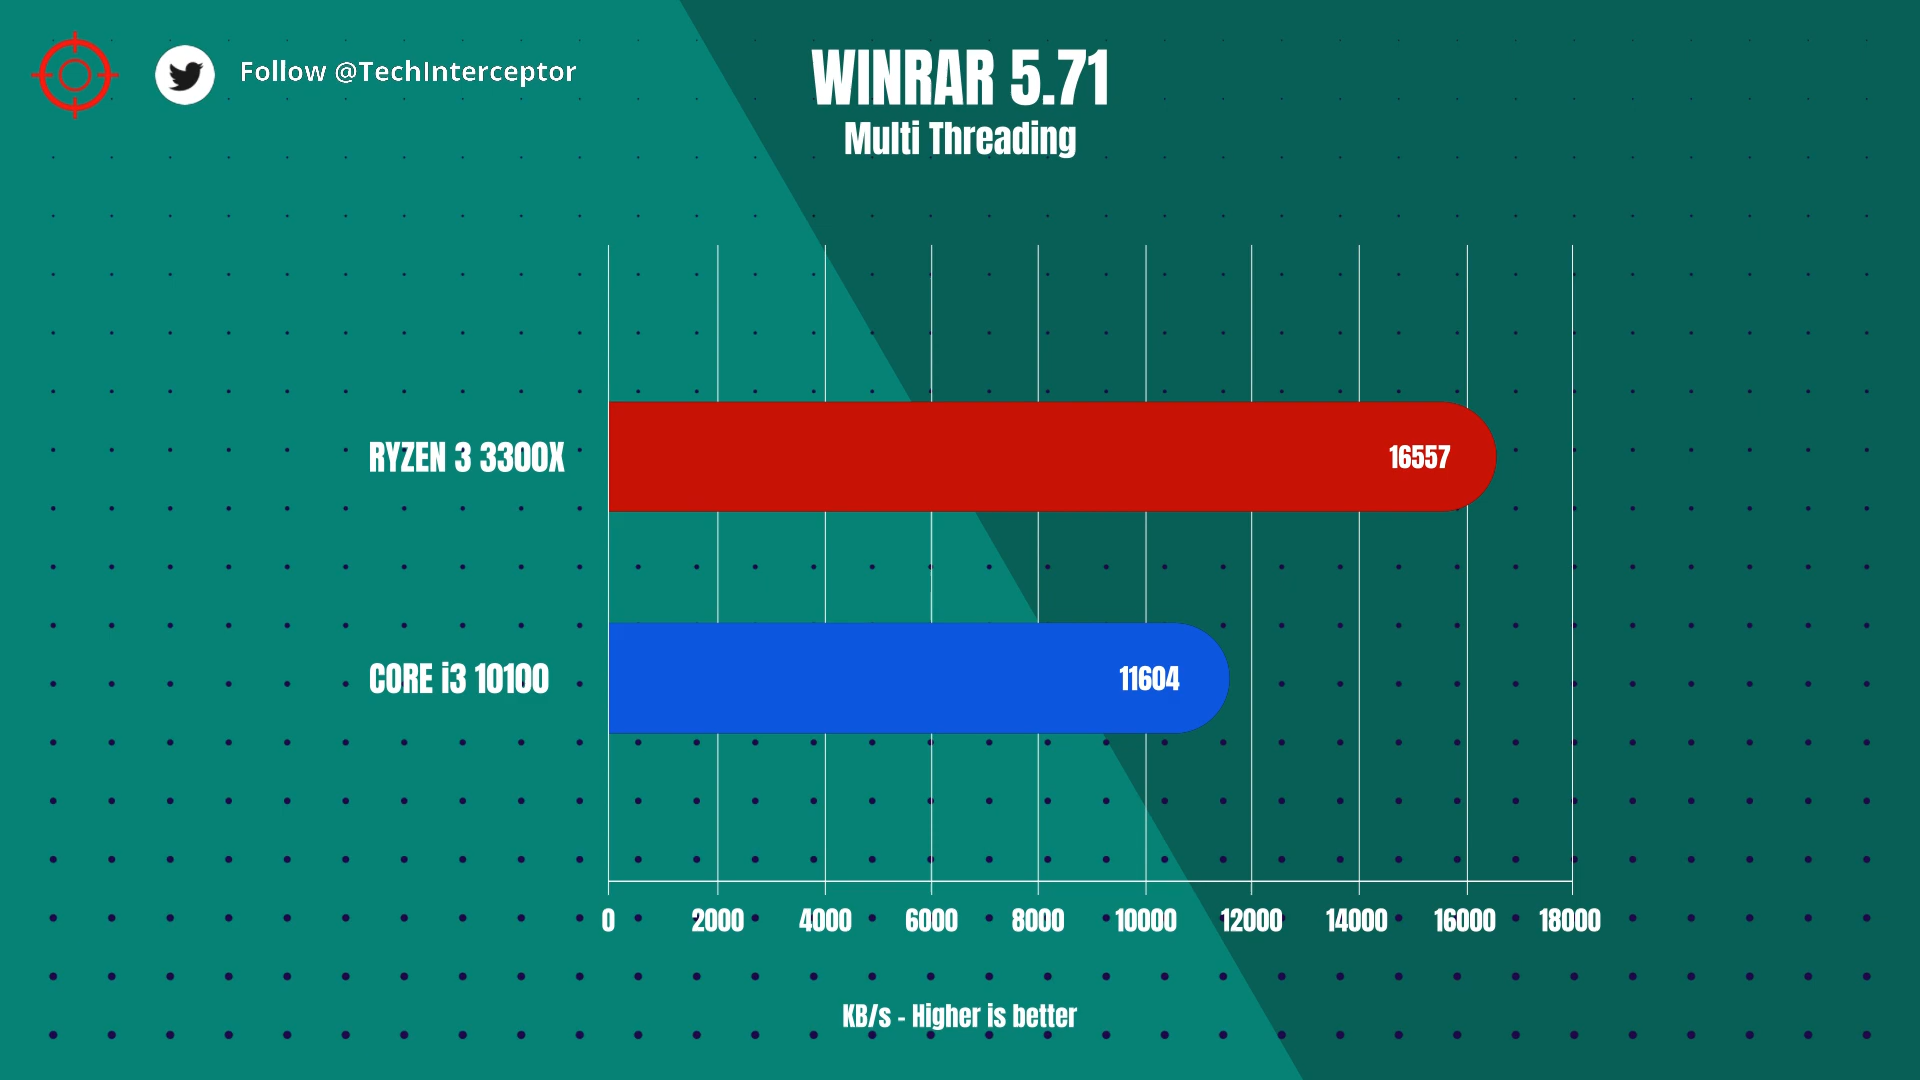 Follow @TechInterceptor
WINRAR 5.71
Multi Threading
RYZEN 3 3300X
16557
CORE i3 10100
11604
0 2000 4000 6000 8000 10000 12000 14000 16000 18000
KB/s - Higher is better